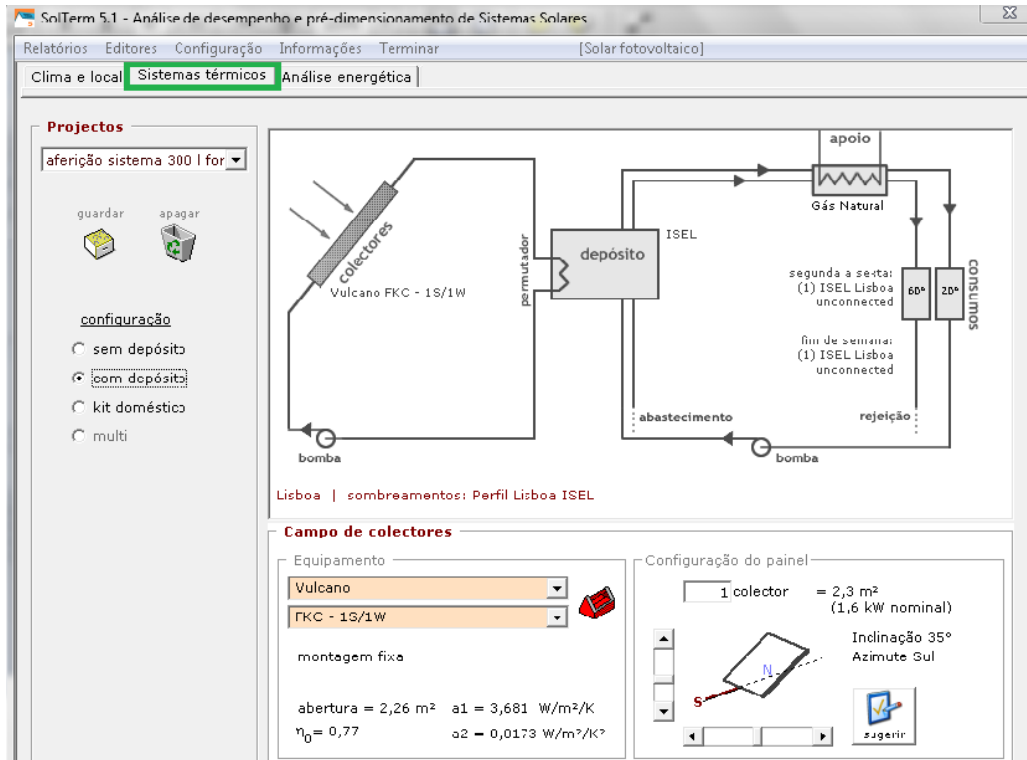 SolTerm 5.1 - Análise de desempenho e pré-dimensionamento de Sistemas Solares
Relatórios Editores Configuração Informações Terminar [Solar fotovoltaico]
Clima e local Sistemas térmicos Análise energética
Projectos
aferição sistema 300 l for
guardar apagar
configuração
sem depósito
com depósito
kit doméstico
multi
apoio
Gás Natural
colectores
Vulcano FKC - 1S/1W
permutador
depósito
ISEL
segunda a sexta:
(1) ISEL Lisboa
unconnected
fim de semana:
(1) ISEL Lisboa
unconnected
60º 20º
consumos
abastecimento
rejeição
bomba
bomba
Lisboa | sombreamentos: Perfil Lisboa ISEL
Campo de colectores
Equipamento
Vulcano
FKC - 1S/1W
montagem fixa
abertura = 2,26 m² a1 = 3,681 W/m²/K
η0= 0,77 a2 = 0,0173 W/m²/K²
Configuração do painel
1 colector = 2,3 m²
(1,6 kW nominal)
Inclinação 35º
Azimute Sul
N
S
sugerir